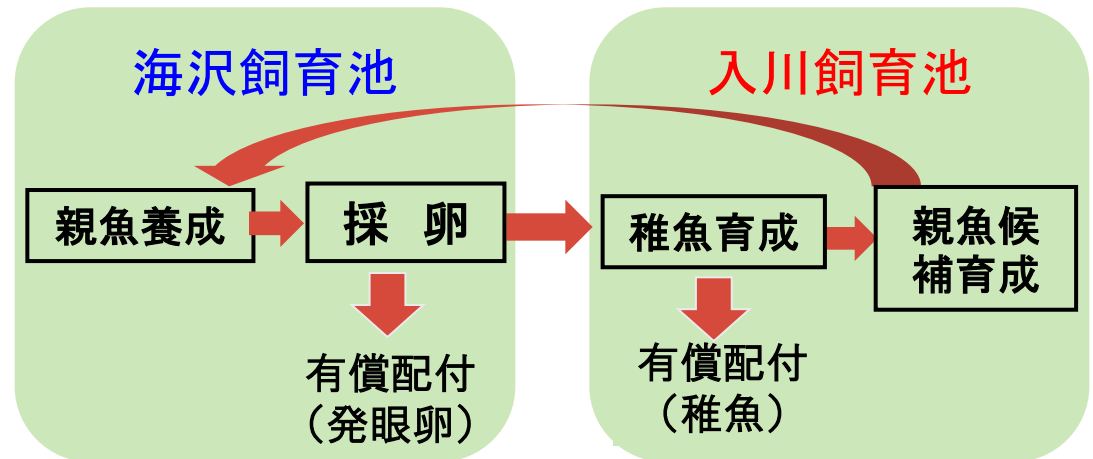 海沢飼育池
親魚養成
採　卵
有償配付
（発眼卵）
入川飼育池
稚魚育成
親魚候
補育成
有償配付
（稚魚）